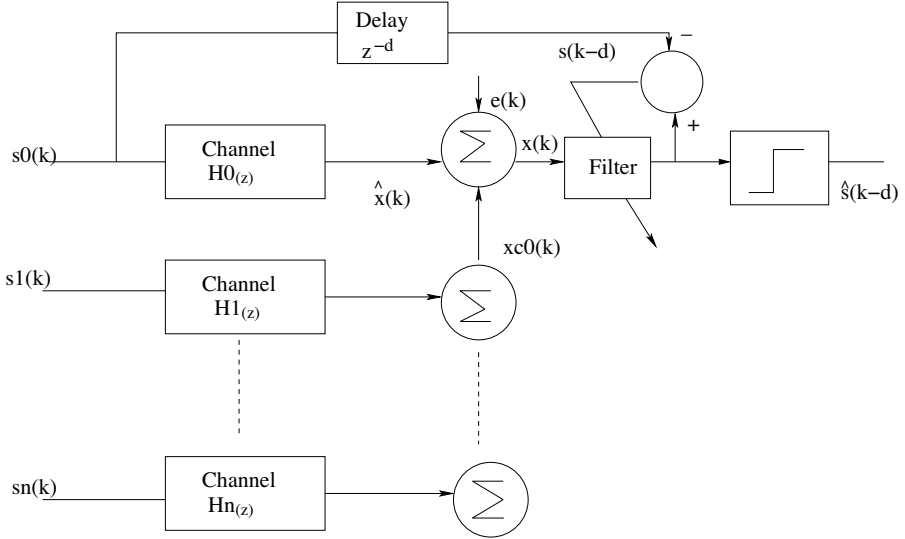 Delay
z−d
−
s(k−d)
e(k)
+
s0(k)
Channel
H0(z)
∑
x(k)
Filter
^
x(k)
^
s(k−d)
xc0(k)
s1(k)
Channel
H1(z)
∑
sn(k)
Channel
Hn(z)
∑